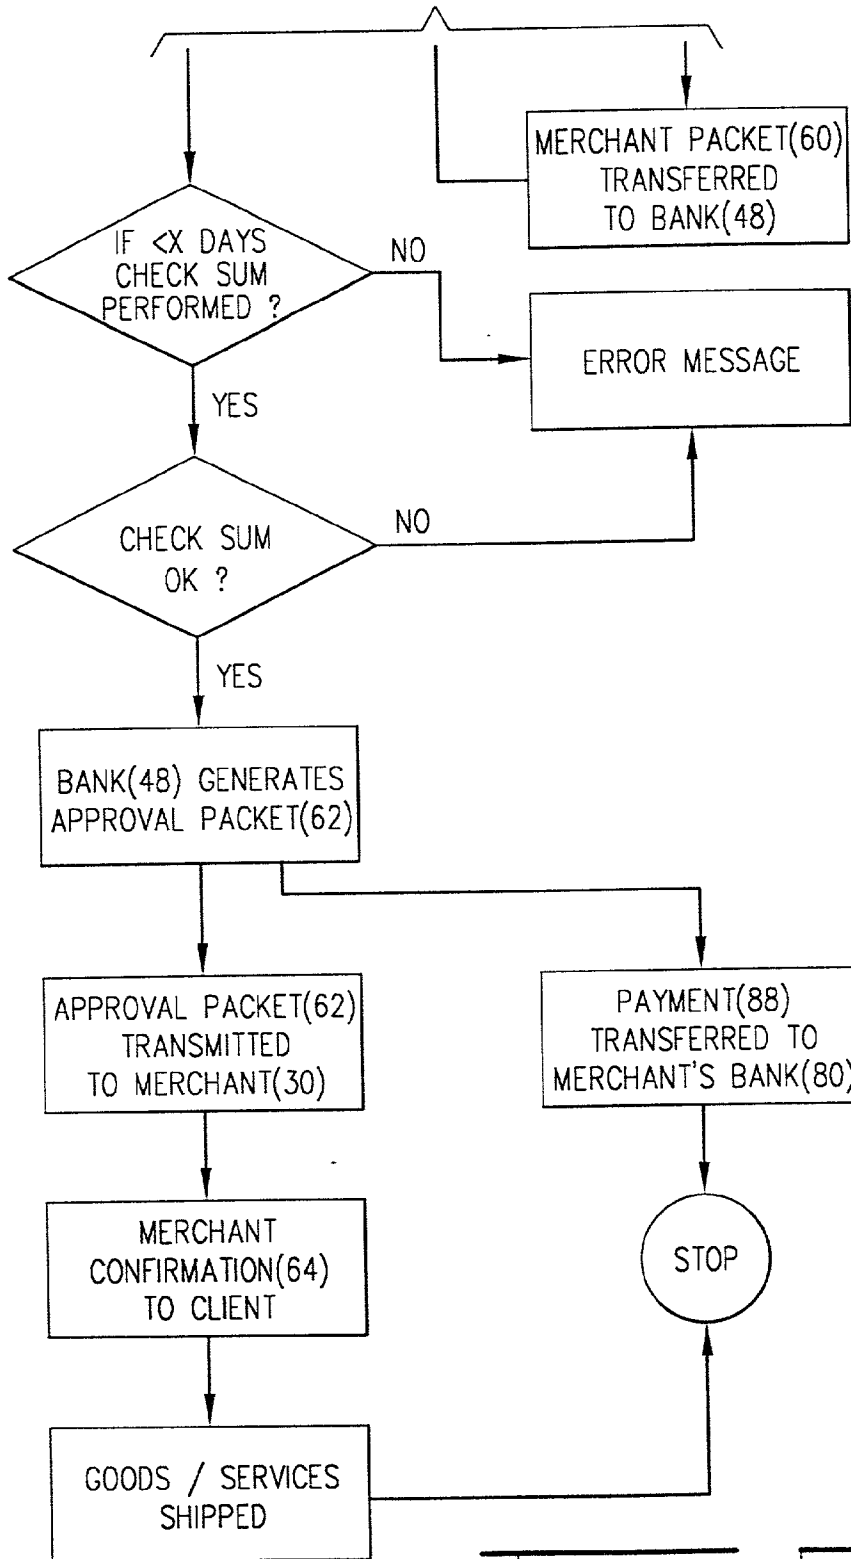 MERCHANT PACKET(60)
TRANSFERRED
TO BANK(48)
IF <X DAYS
CHECK SUM
PERFORMED ?
NO
ERROR MESSAGE
YES
CHECK SUM
OK ?
NO
YES
BANK(48) GENERATES
APPROVAL PACKET(62)
APPROVAL PACKET(62)
TRANSMITTED
TO MERCHANT(30)
PAYMENT(88)
TRANSFERRED TO
MERCHANT'S BANK(80)
MERCHANT
CONFIRMATION(64)
TO CLIENT
STOP
GOODS / SERVICES
SHIPPED